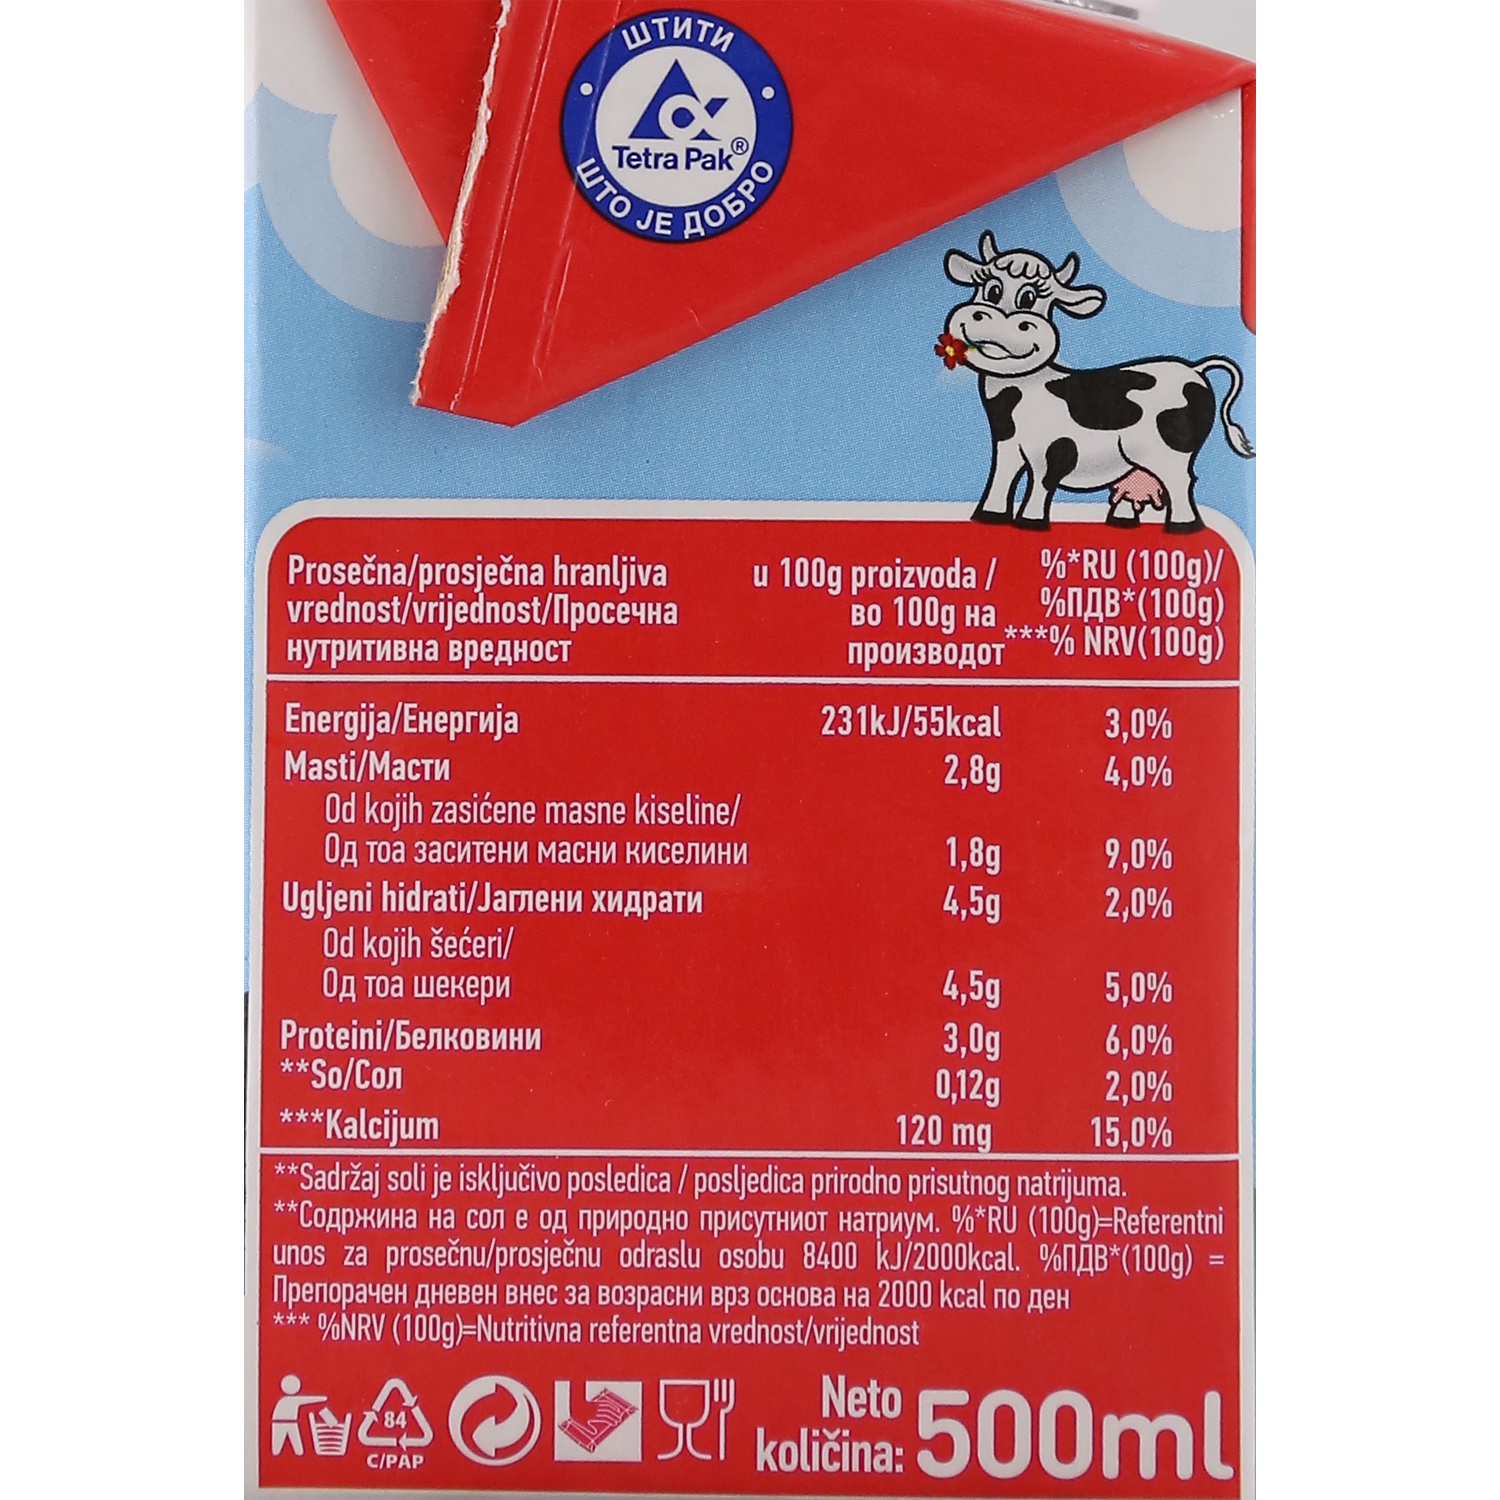 ШТИТИ
Tetra Pak®
ШТО ЈЕ ДОБРО
Prosečna/prosječna hranljiva
vrednost/vrijednost/Просечна
нутритивна вредност
u 100g proizvoda /
во 100g на
производот
%*RU (100g)/
%ПДВ*(100g)
***% NRV(100g)
Energija/Енергија 231kJ/55kcal 3,0%
Masti/Масти 2,8g 4,0%
Od kojih zasićene masne kiseline/
Од тоа заситени масни киселини 1,8g 9,0%
Ugljeni hidrati/Јаглени хидрати 4,5g 2,0%
Od kojih šećeri/
Од тоа шекери 4,5g 5,0%
Proteini/Белковини 3,0g 6,0%
**So/Сол 0,12g 2,0%
***Kalcijum 120 mg 15,0%
**Sadržaj soli je isključivo posledica / posljedica prirodno prisutnog natrijuma.
**Содржина на сол е од природно присутниот натриум. %*RU (100g)=Referentni
unos za prosečnu/prosječnu odraslu osobu 8400 kJ/2000kcal. %ПДВ*(100g) =
Препорачен дневен внес за возрасни врз основа на 2000 kcal по ден
*** %NRV (100g)=Nutritivna referentna vrednost/vrijednost
84
C/PAP
Neto
količina:
500ml